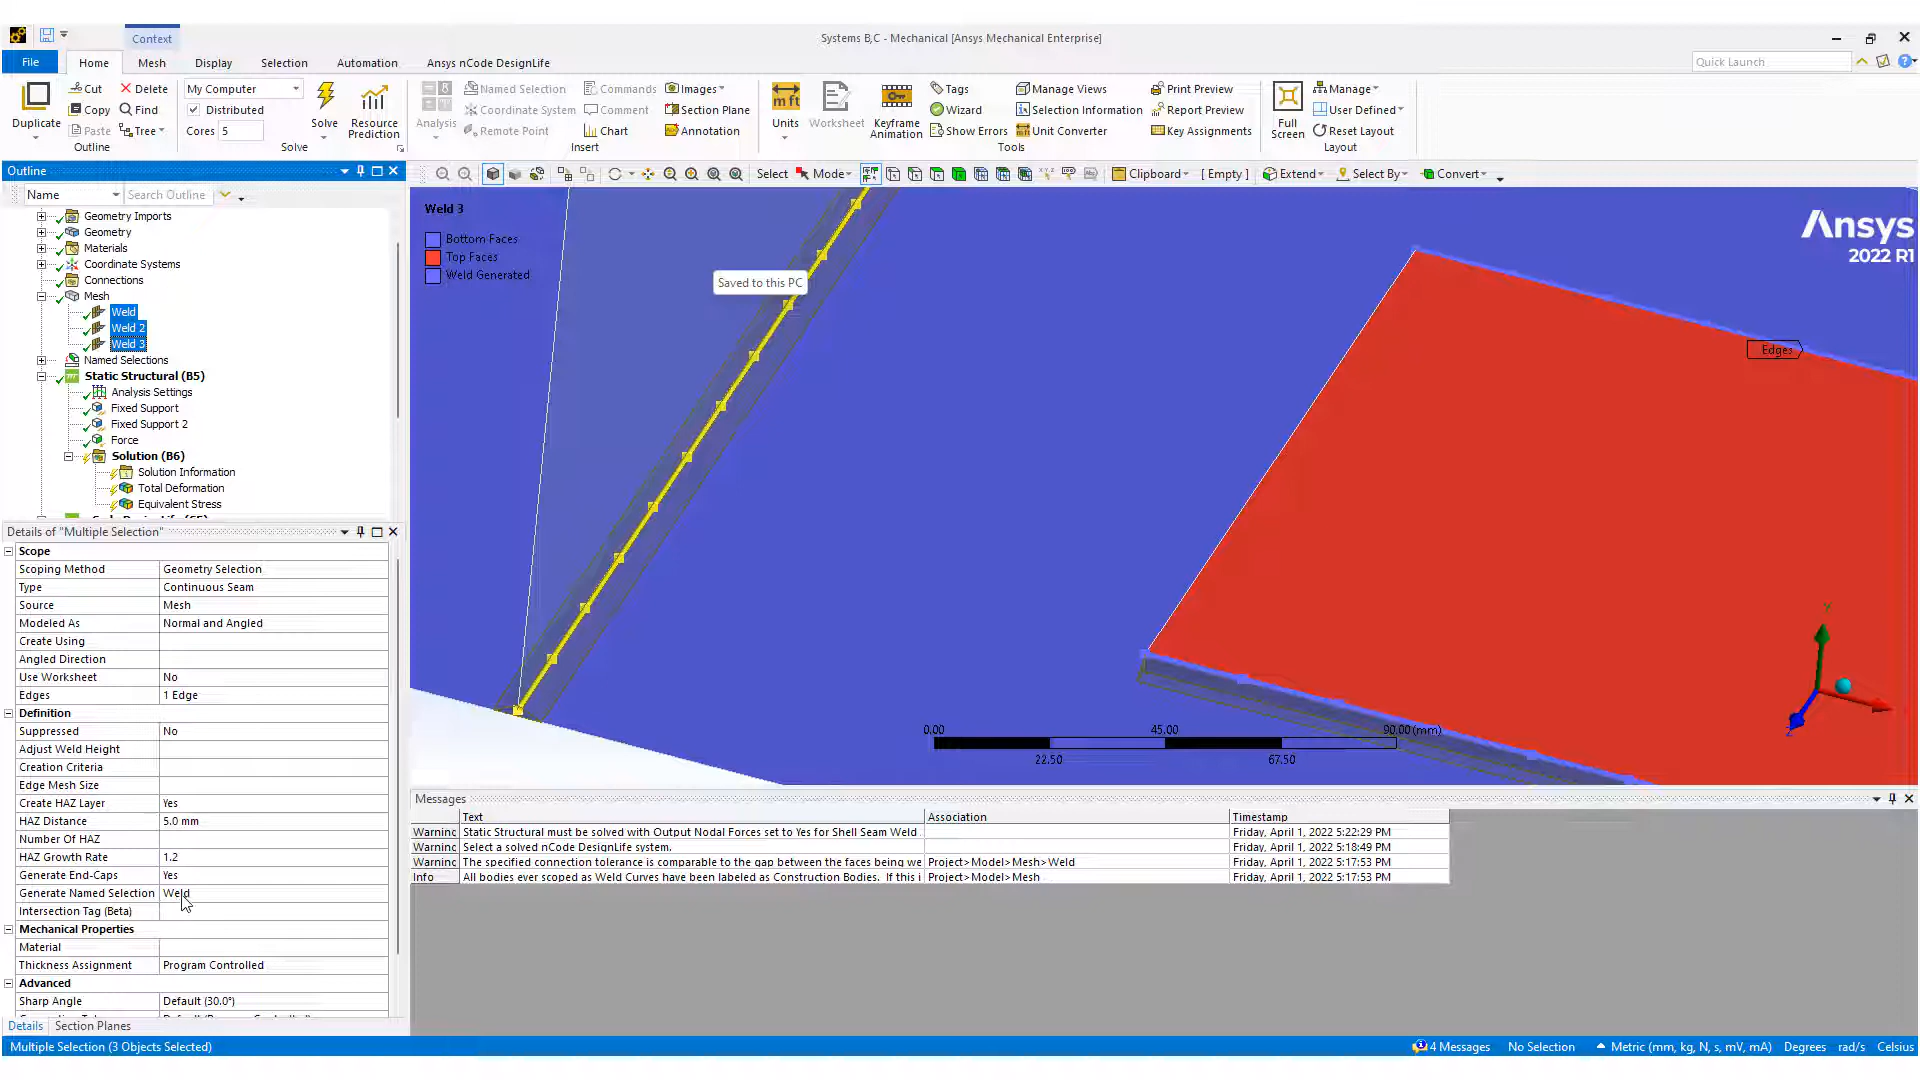 Context
Systems B,C - Mechanical [Ansys Mechanical Enterprise]
File
Home
Mesh
Display
Selection
Automation
Ansys nCode DesignLife
Quick Launch
Duplicate
Cut
Delete
Copy
Find
Paste
Tree
Outline
My Computer
Distributed
Cores 5
Solve
Resource
Prediction
Solve
Analysis
Named Selection
Coordinate System
Remote Point
Commands
Comment
Chart
Images
Section Plane
Annotation
Insert
Units
Worksheet
Keyframe
Animation
Tags
Wizard
Show Errors
Manage Views
Selection Information
Unit Converter
Print Preview
Report Preview
Key Assignments
Tools
Full
Screen
Manage
User Defined
Reset Layout
Layout
Outline
Name
Search Outline
Select
Mode
Clipboard
[ Empty ]
Extend
Select By
Convert
Geometry Imports
Geometry
Materials
Coordinate Systems
Connections
Mesh
Weld
Weld 2
Weld 3
Named Selections
Static Structural (B5)
Analysis Settings
Fixed Support
Fixed Support 2
Force
Solution (B6)
Solution Information
Total Deformation
Equivalent Stress
Details of "Multiple Selection"
Scope
Scoping Method Geometry Selection
Type Continuous Seam
Source Mesh
Modeled As Normal and Angled
Create Using
Angled Direction
Use Worksheet No
Edges 1 Edge
Definition
Suppressed No
Adjust Weld Height
Creation Criteria
Edge Mesh Size
Create HAZ Layer Yes
HAZ Distance 5.0 mm
Number Of HAZ
HAZ Growth Rate 1.2
Generate End-Caps Yes
Generate Named Selection Weld
Intersection Tag (Beta)
Mechanical Properties
Material
Thickness Assignment Program Controlled
Advanced
Sharp Angle Default (30.0°)
Details Section Planes
Weld 3
Bottom Faces
Top Faces
Weld Generated
Saved to this PC
Ansys
2022 R1
Edges
Y
Z
0.00 45.00 90.00 (mm)
22.50 67.50
Messages
Text Association Timestamp
Warninc Static Structural must be solved with Output Nodal Forces set to Yes for Shell Seam Weld Friday, April 1, 2022 5:22:29 PM
Warninc Select a solved nCode DesignLife system. Friday, April 1, 2022 5:18:49 PM
Warninc The specified connection tolerance is comparable to the gap between the faces being we Project>Model>Mesh>Weld Friday, April 1, 2022 5:17:53 PM
Info All bodies ever scoped as Weld Curves have been labeled as Construction Bodies. If this i Project>Model>Mesh Friday, April 1, 2022 5:17:53 PM
Multiple Selection (3 Objects Selected)
4 Messages
No Selection
Metric (mm, kg, N, s, mV, mA)
Degrees
rad/s
Celsius